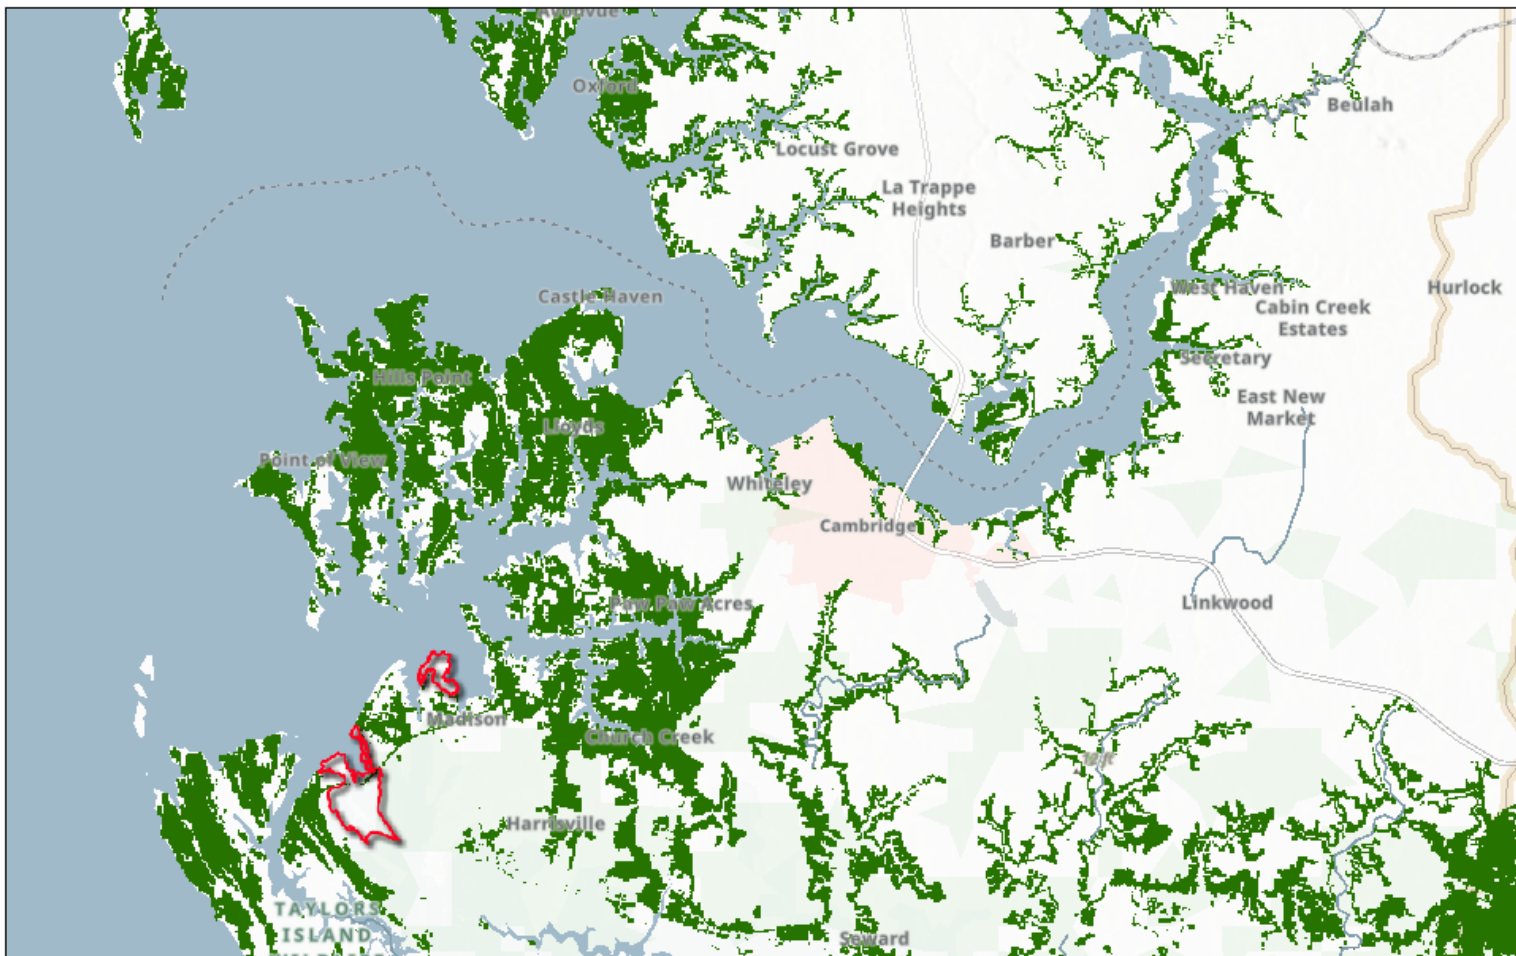 Oxford
Beulah
Locust Grove
La Trappe
Heights
Barber
West Haven
Hurlock
Castle Haven
Cabin Creek
Estates
Secretary
Hills Point
East New
Market
Lloyds
Point of View
Whiteley
Cambridge
Paw Paw Acres
Linkwood
Madison
Church Creek
Harrisville
TAYLORS
ISLAND
Seward